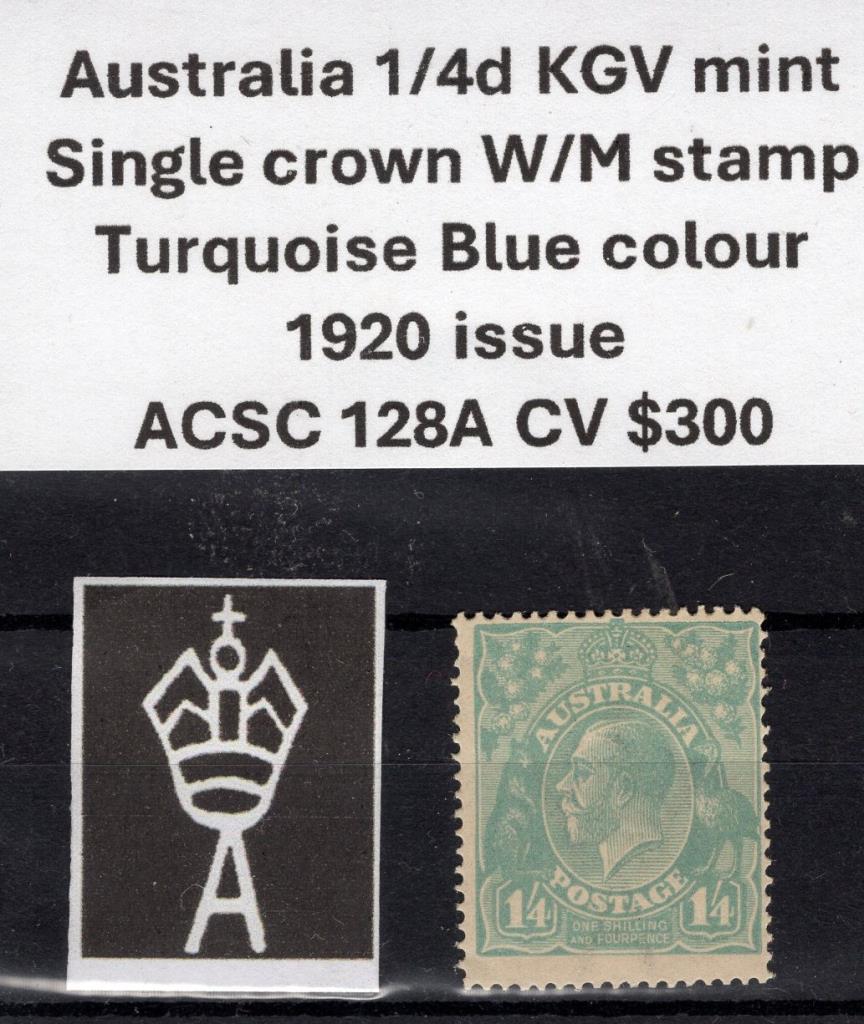 Australia 1/4d KGV mint
Single crown W/M stamp
Turquoise Blue colour
1920 issue
ACSC 128A CV $300
A
AUSTRALIA
POSTAGE
1/4 1/4
ONE SHILLING
AND FOURPENCE